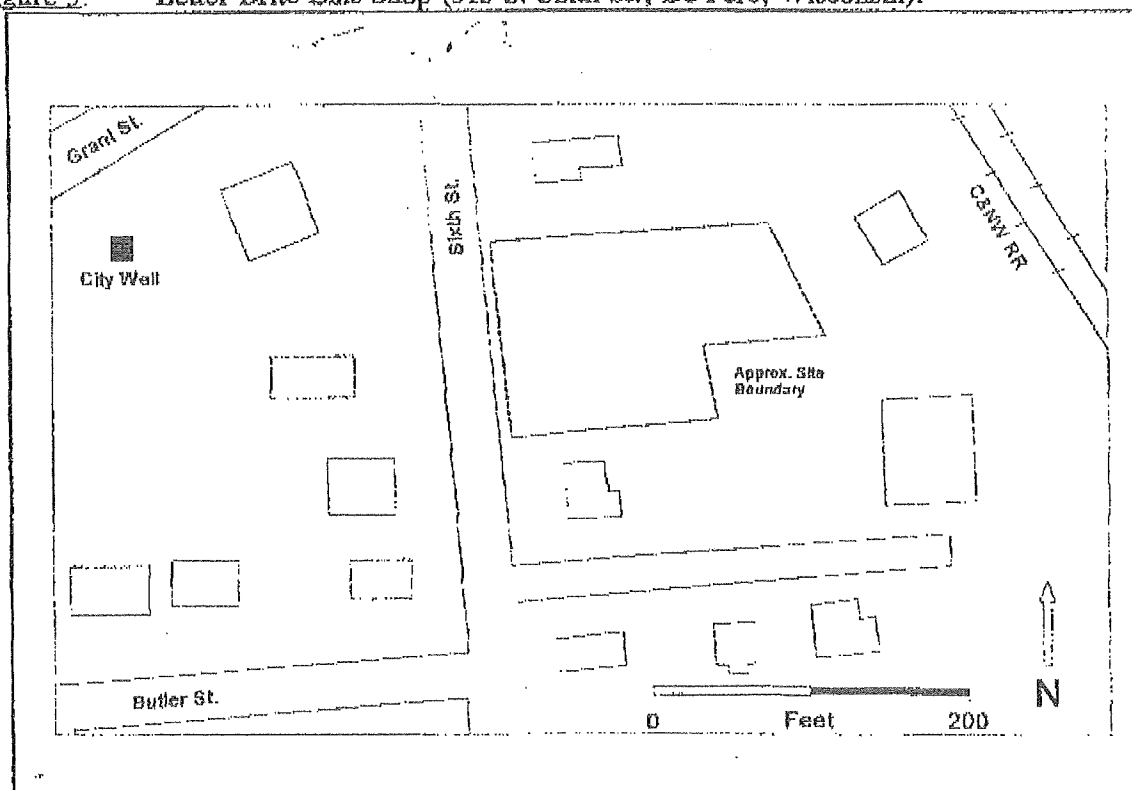 Grant St.
City Well
Sixth St.
C&NW RR
Approx. Site
Boundary
Butler St.
0 Feet 200
N